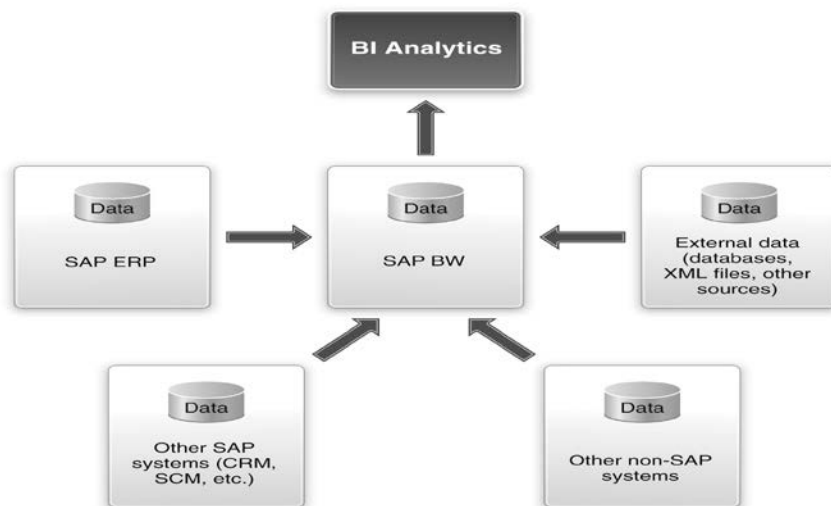 BI Analytics
Data
SAP ERP
Data
SAP BW
Data
External data
(databases,
XML files, other
sources)
Data
Other SAP
systems (CRM,
SCM, etc.)
Data
Other non-SAP
systems